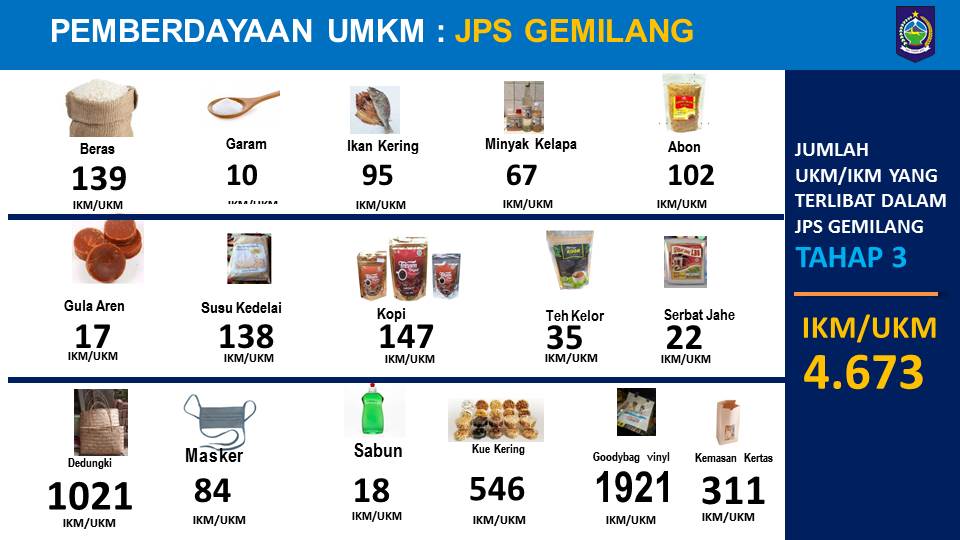 PEMBERDAYAAN UMKM : JPS GEMILANG
Beras
139
IKM/UKM
Garam
10
IKM/UKM
Ikan Kering
95
IKM/UKM
Minyak Kelapa
67
IKM/UKM
Abon
102
IKM/UKM
Gula Aren
17
IKM/UKM
Susu Kedelai
138
IKM/UKM
Kopi
147
IKM/UKM
Teh Kelor
35
IKM/UKM
Serbat Jahe
22
IKM/UKM
Dedungki
1021
IKM/UKM
Masker
84
IKM/UKM
Sabun
18
IKM/UKM
Kue Kering
546
IKM/UKM
Goodybag vinyl
1921
IKM/UKM
Kemasan Kertas
311
IKM/UKM
JUMLAH
UKM/IKM YANG
TERLIBAT DALAM
JPS GEMILANG
TAHAP 3
IKM/UKM
4.673